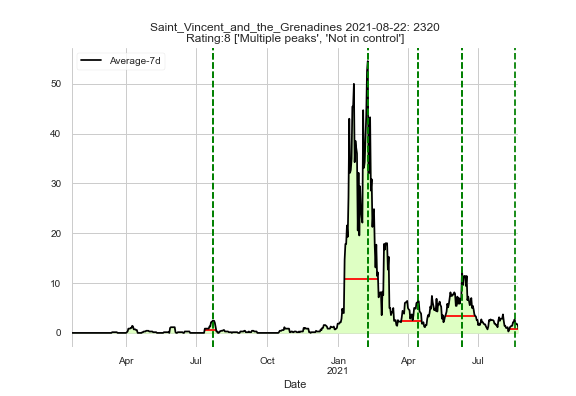 Saint_Vincent_and_the_Grenadines 2021-08-22: 2320
Rating:8 ['Multiple peaks', 'Not in control']
Average-7d
50
40
30
20
10
0
Apr
Jul
Oct
Jan
2021
Apr
Jul
Date